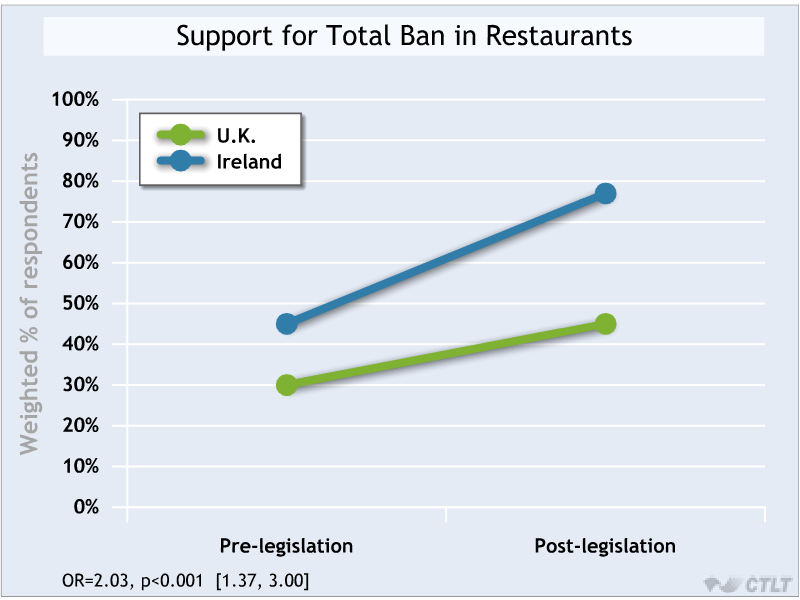 Support for Total Ban in Restaurants
100%
90%
80%
70%
60%
50%
40%
30%
20%
10%
0%
Weighted % of respondents
U.K.
Ireland
Pre-legislation
Post-legislation
OR=2.03, p<0.001 [1.37, 3.00]
CTLT